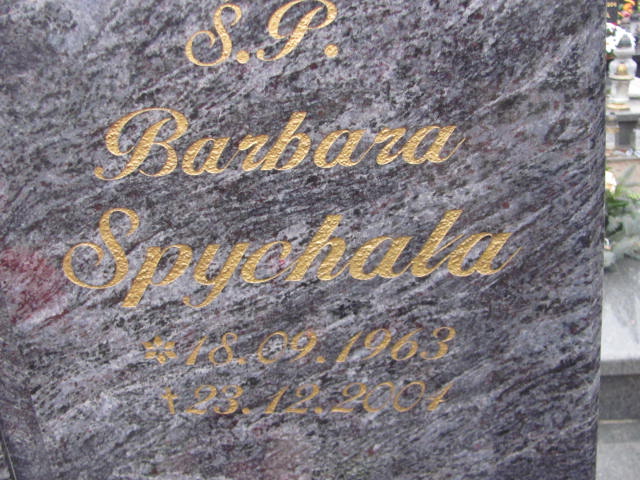 Ś.P.
Barbara
Spychała
*18.09.1963
†23.12.2004